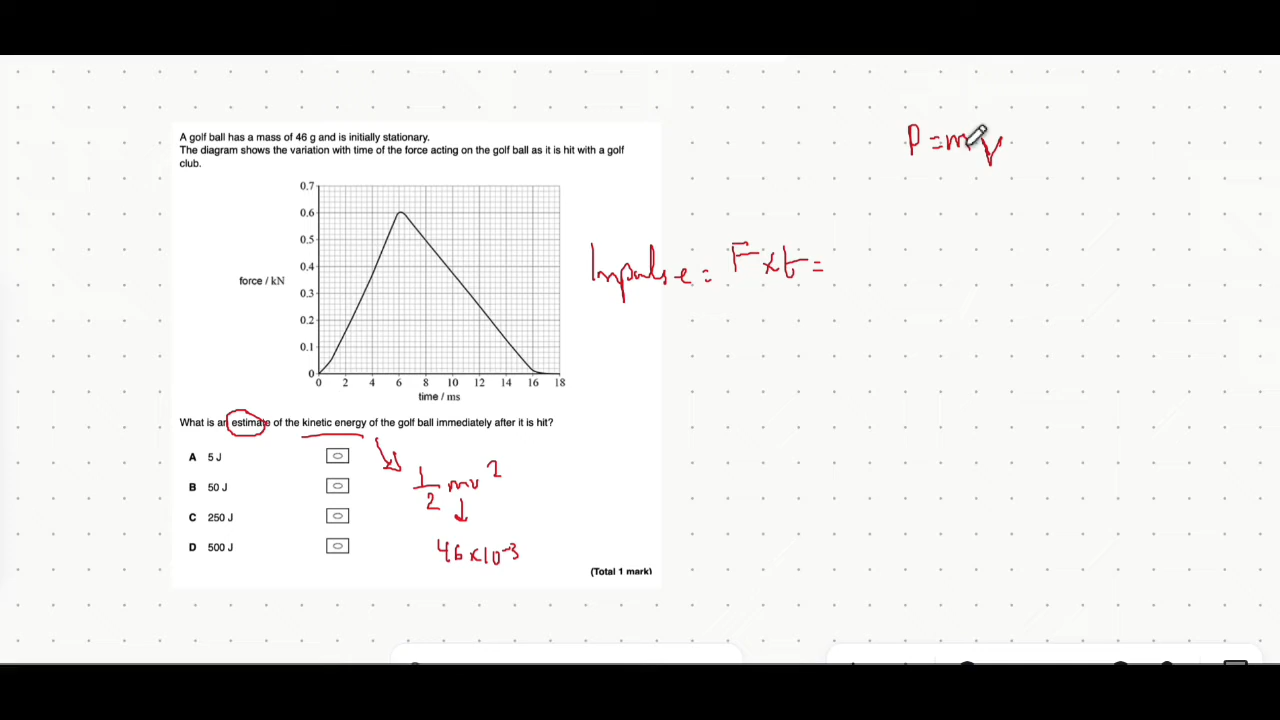 A golf ball has a mass of 46 g and is initially stationary.
The diagram shows the variation with time of the force acting on the golf ball as it is hit with a golf
club.
P = mv
0.7
0.6
0.5
0.4
0.3
0.2
0.1
0
force / kN
Impulse = F x t =
0 2 4 6 8 10 12 14 16 18
time / ms
What is an estimate of the kinetic energy of the golf ball immediately after it is hit?
A 5 J
B 50 J
C 250 J
D 500 J
1/2 mv²
46 x 10⁻³
(Total 1 mark)